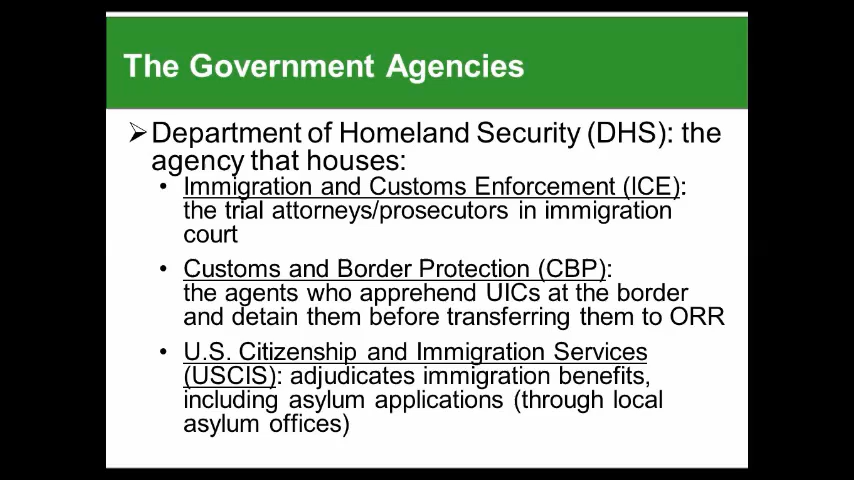 The Government Agencies
➢Department of Homeland Security (DHS): the
agency that houses:
• Immigration and Customs Enforcement (ICE):
the trial attorneys/prosecutors in immigration
court
• Customs and Border Protection (CBP):
the agents who apprehend UICs at the border
and detain them before transferring them to ORR
• U.S. Citizenship and Immigration Services
(USCIS): adjudicates immigration benefits,
including asylum applications (through local
asylum offices)